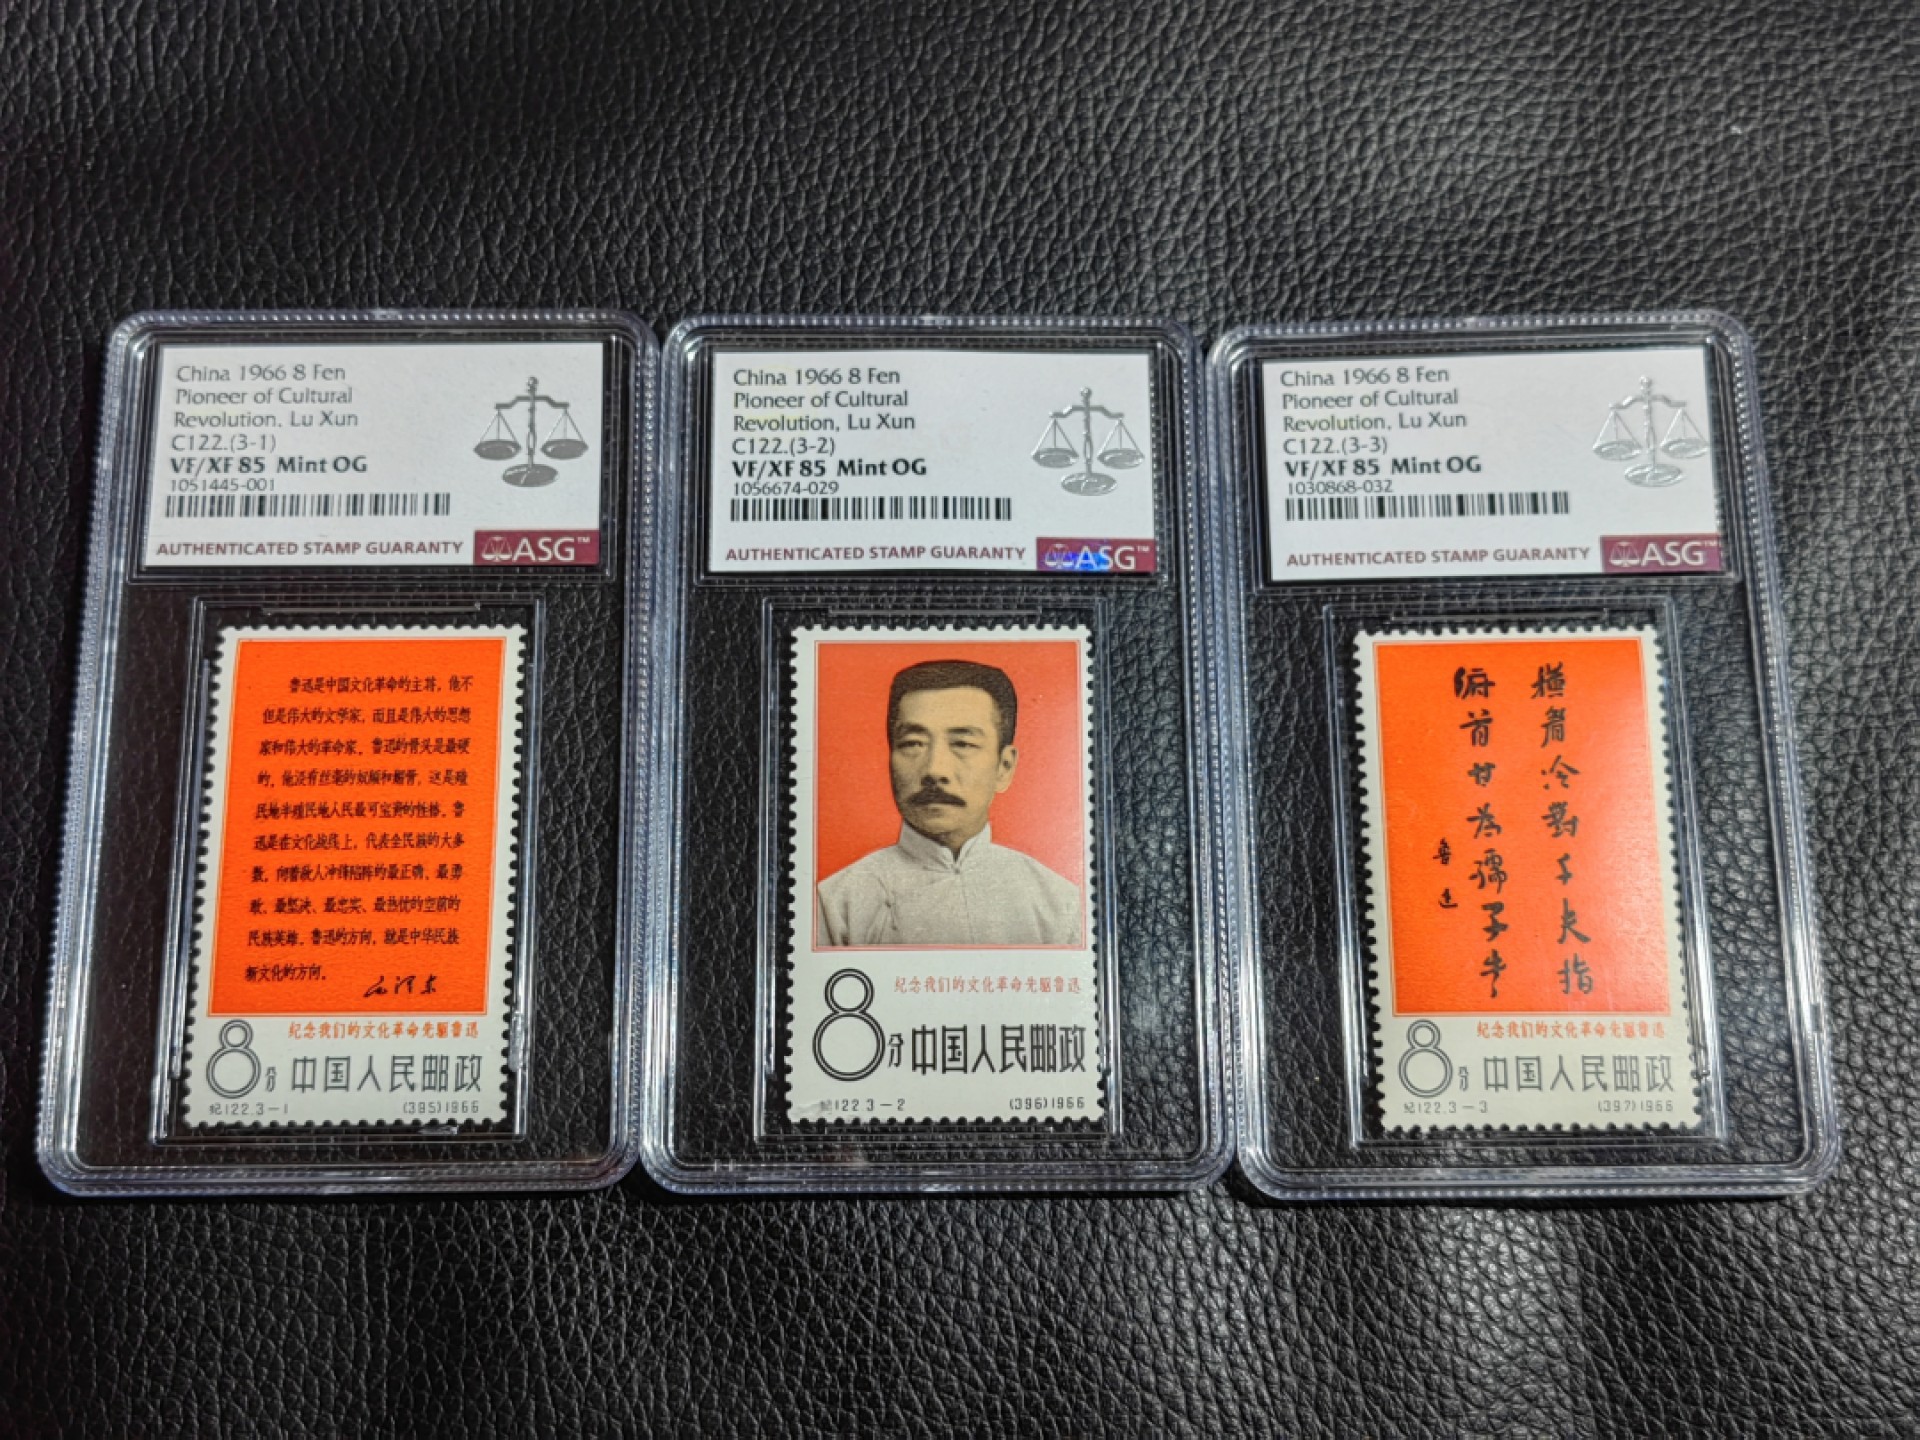 China 1966 8 Fen
Pioneer of Cultural
Revolution, Lu Xun
C122.(3-1)
VF/XF 85 Mint OG
1051445-001
AUTHENTICATED STAMP GUARANTY ASG™
鲁迅是中国文化革命的主将，他不
但是伟大的文学家，而且是伟大的思想
家和伟大的革命家。鲁迅的骨头是最硬
的，他没有丝毫的奴颜和媚骨，这是殖
民地半殖民地人民最可宝贵的性格。鲁
迅是在文化战线上，代表全民族的大多
数，向着敌人冲锋陷阵的最正确、最勇
敢、最坚决、最忠实、最热忱的空前的
民族英雄。鲁迅的方向，就是中华民族
新文化的方向。
毛泽东
纪念我们的文化革命先驱鲁迅
8分 中国人民邮政
纪122.3-1 (395)1966
China 1966 8 Fen
Pioneer of Cultural
Revolution, Lu Xun
C122.(3-2)
VF/XF 85 Mint OG
1056674-029
AUTHENTICATED STAMP GUARANTY ASG™
纪念我们的文化革命先驱鲁迅
8分 中国人民邮政
纪122.3-2 (396)1966
China 1966 8 Fen
Pioneer of Cultural
Revolution, Lu Xun
C122.(3-3)
VF/XF 85 Mint OG
1030868-032
AUTHENTICATED STAMP GUARANTY ASG™
横眉冷對千夫指
俯首甘为孺子牛
鲁迅
纪念我们的文化革命先驱鲁迅
8分 中国人民邮政
纪122.3-3 (397)1966